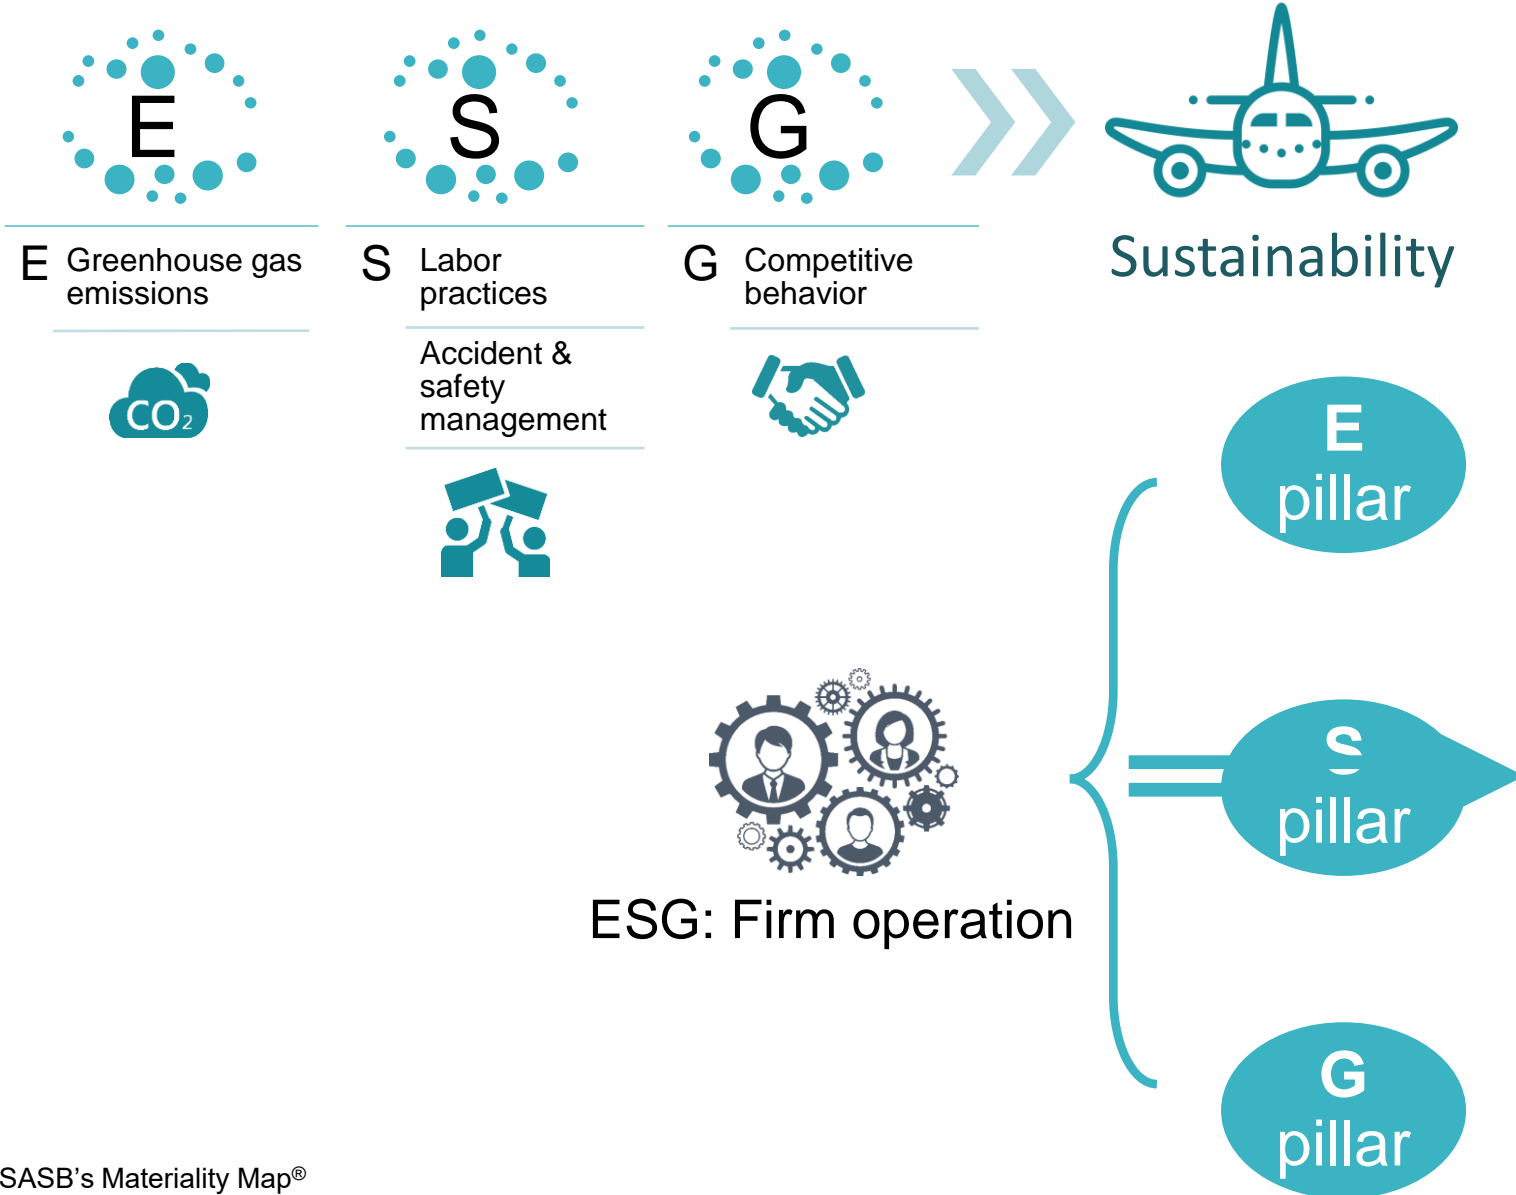 E
S
G
E
Greenhouse gas
emissions
S
Labor
practices
Accident &
safety
management
G
Competitive
behavior
Sustainability
CO₂
E
pillar
S
pillar
G
pillar
ESG: Firm operation
SASB’s Materiality Map®